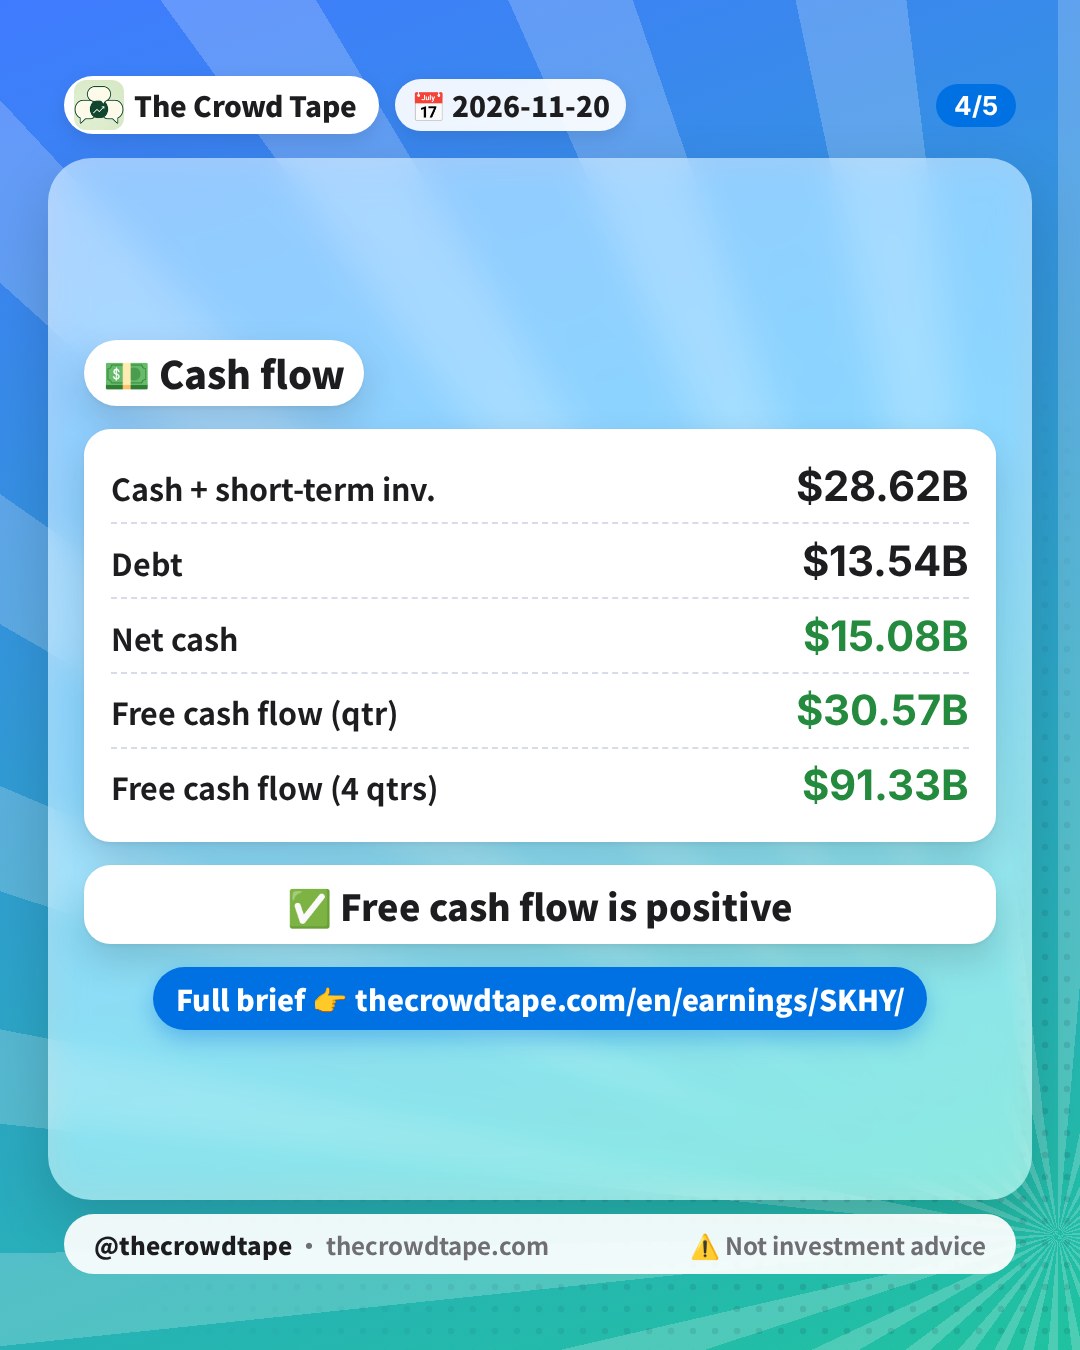 The Crowd Tape
2026-11-20
4/5
Cash flow
Cash + short-term inv. $28.62B
Debt $13.54B
Net cash $15.08B
Free cash flow (qtr) $30.57B
Free cash flow (4 qtrs) $91.33B
✅ Free cash flow is positive
Full brief 👉 thecrowdtape.com/en/earnings/SKHY/
@thecrowdtape • thecrowdtape.com
⚠️ Not investment advice